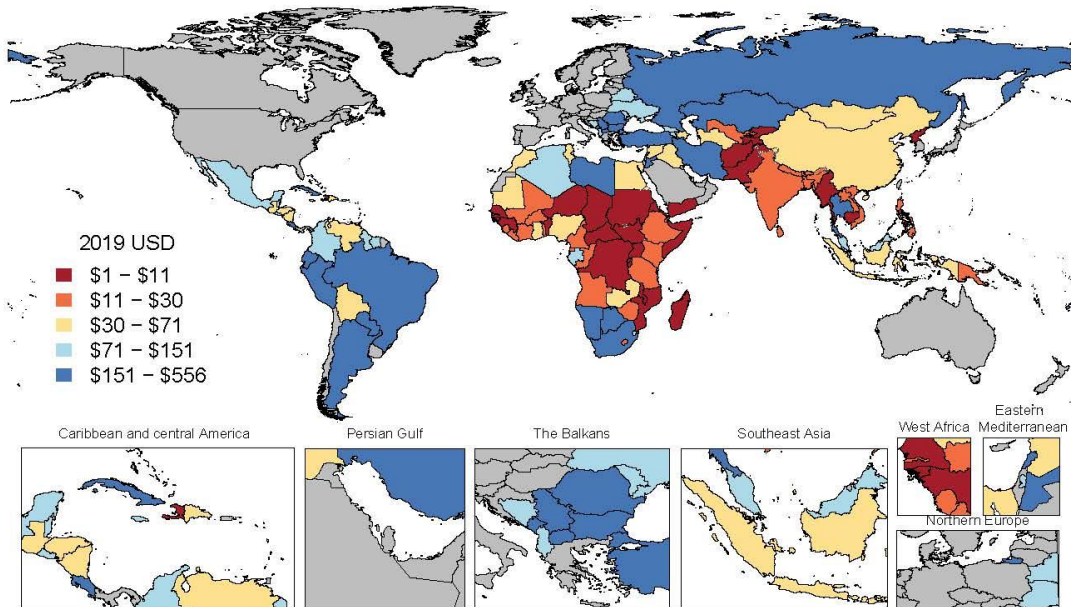 2019 USD
$1 – $11
$11 – $30
$30 – $71
$71 – $151
$151 – $556
Caribbean and central America
Persian Gulf
The Balkans
Southeast Asia
West Africa
Eastern
Mediterranean
Northern Europe